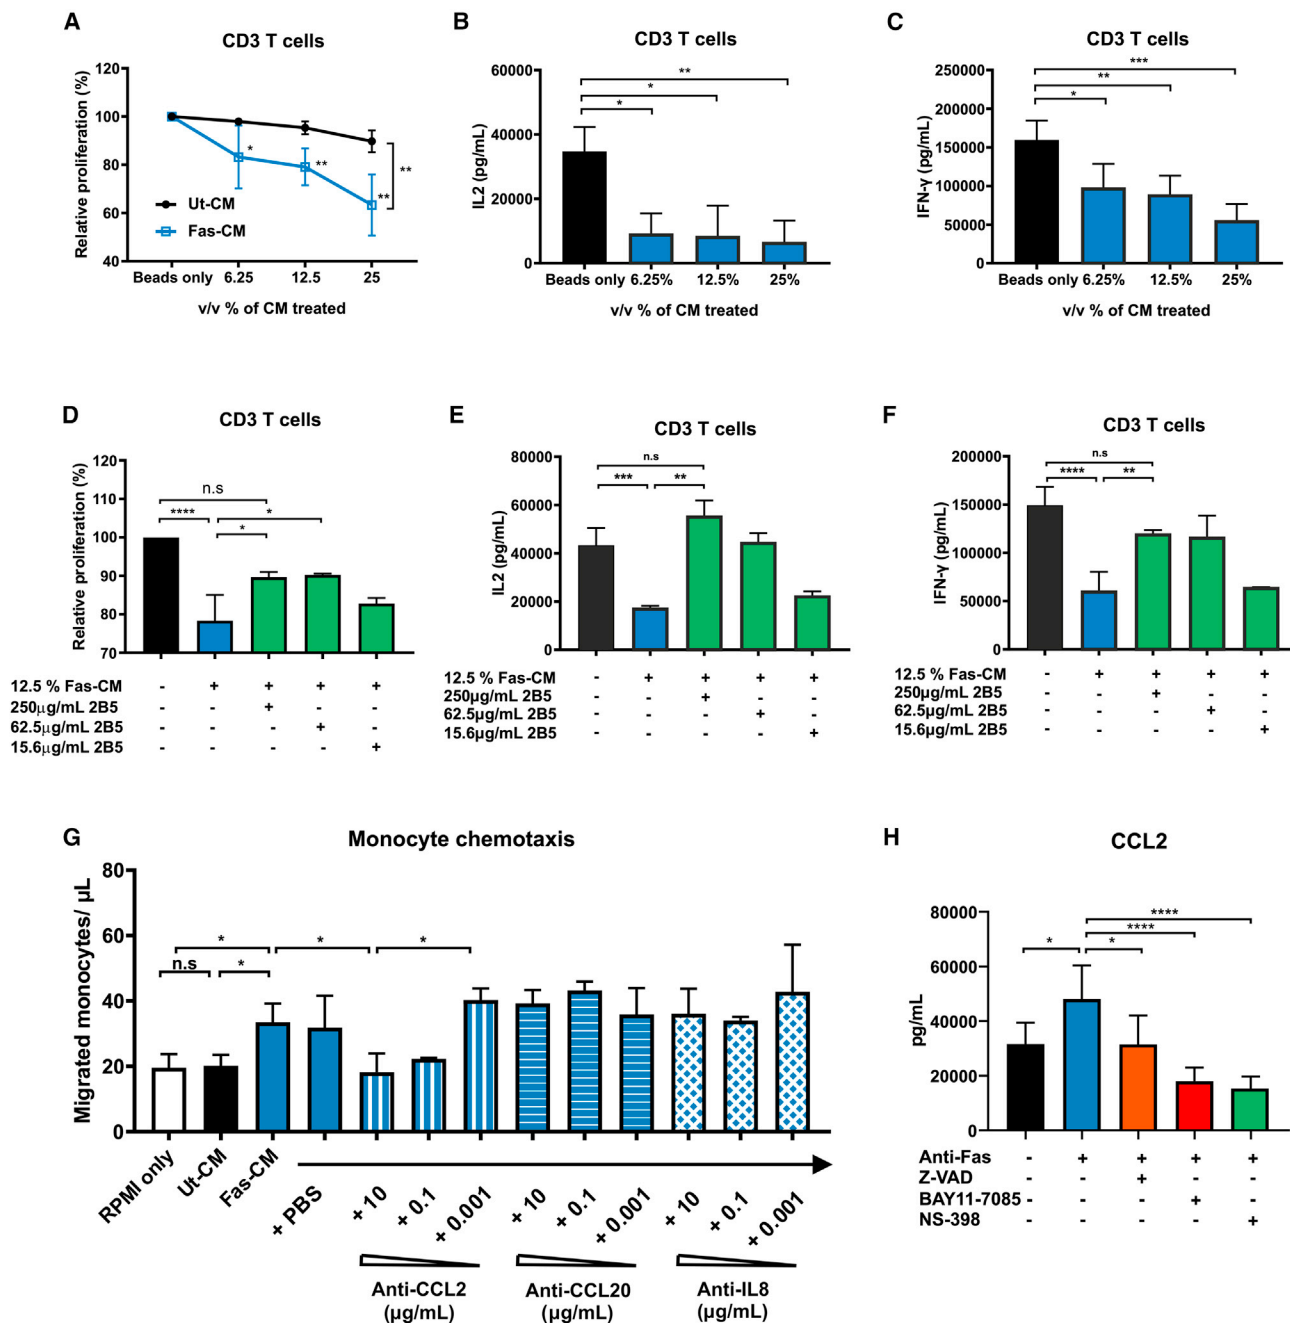 A
CD3 T cells
Relative proliferation (%)
120
100
80
60
40
*
**
**
**
Ut-CM
Fas-CM
Beads only 6.25 12.5 25
v/v % of CM treated
B
CD3 T cells
IL2 (pg/mL)
60000
40000
20000
0
**
*
*
Beads only 6.25% 12.5% 25%
v/v % of CM treated
C
CD3 T cells
IFN-γ (pg/mL)
250000
200000
150000
100000
50000
0
***
**
*
Beads only 6.25% 12.5% 25%
v/v % of CM treated
D
CD3 T cells
Relative proliferation (%)
120
110
100
90
80
70
n.s
**** *
*
12.5 % Fas-CM - + + + +
250µg/mL 2B5 - - + - -
62.5µg/mL 2B5 - - - + -
15.6µg/mL 2B5 - - - - +
E
CD3 T cells
IL2 (pg/mL)
80000
60000
40000
20000
0
n.s
*** **
12.5 % Fas-CM - + + + +
250µg/mL 2B5 - - + - -
62.5µg/mL 2B5 - - - + -
15.6µg/mL 2B5 - - - - +
F
CD3 T cells
IFN-γ (pg/mL)
200000
150000
100000
50000
0
n.s
**** **
12.5 % Fas-CM - + + + +
250µg/mL 2B5 - - + - -
62.5µg/mL 2B5 - - - + -
15.6µg/mL 2B5 - - - - +
G
Monocyte chemotaxis
Migrated monocytes/ µL
80
60
40
20
0
* * *
n.s *
RPMI only Ut-CM Fas-CM + PBS + 10 + 0.1 + 0.001 + 10 + 0.1 + 0.001 + 10 + 0.1 + 0.001
Anti-CCL2 Anti-CCL20 Anti-IL8
(µg/mL) (µg/mL) (µg/mL)
H
CCL2
pg/mL
80000
60000
40000
20000
0
****
****
* *
Anti-Fas - + + + +
Z-VAD - - + - -
BAY11-7085 - - - + -
NS-398 - - - - +